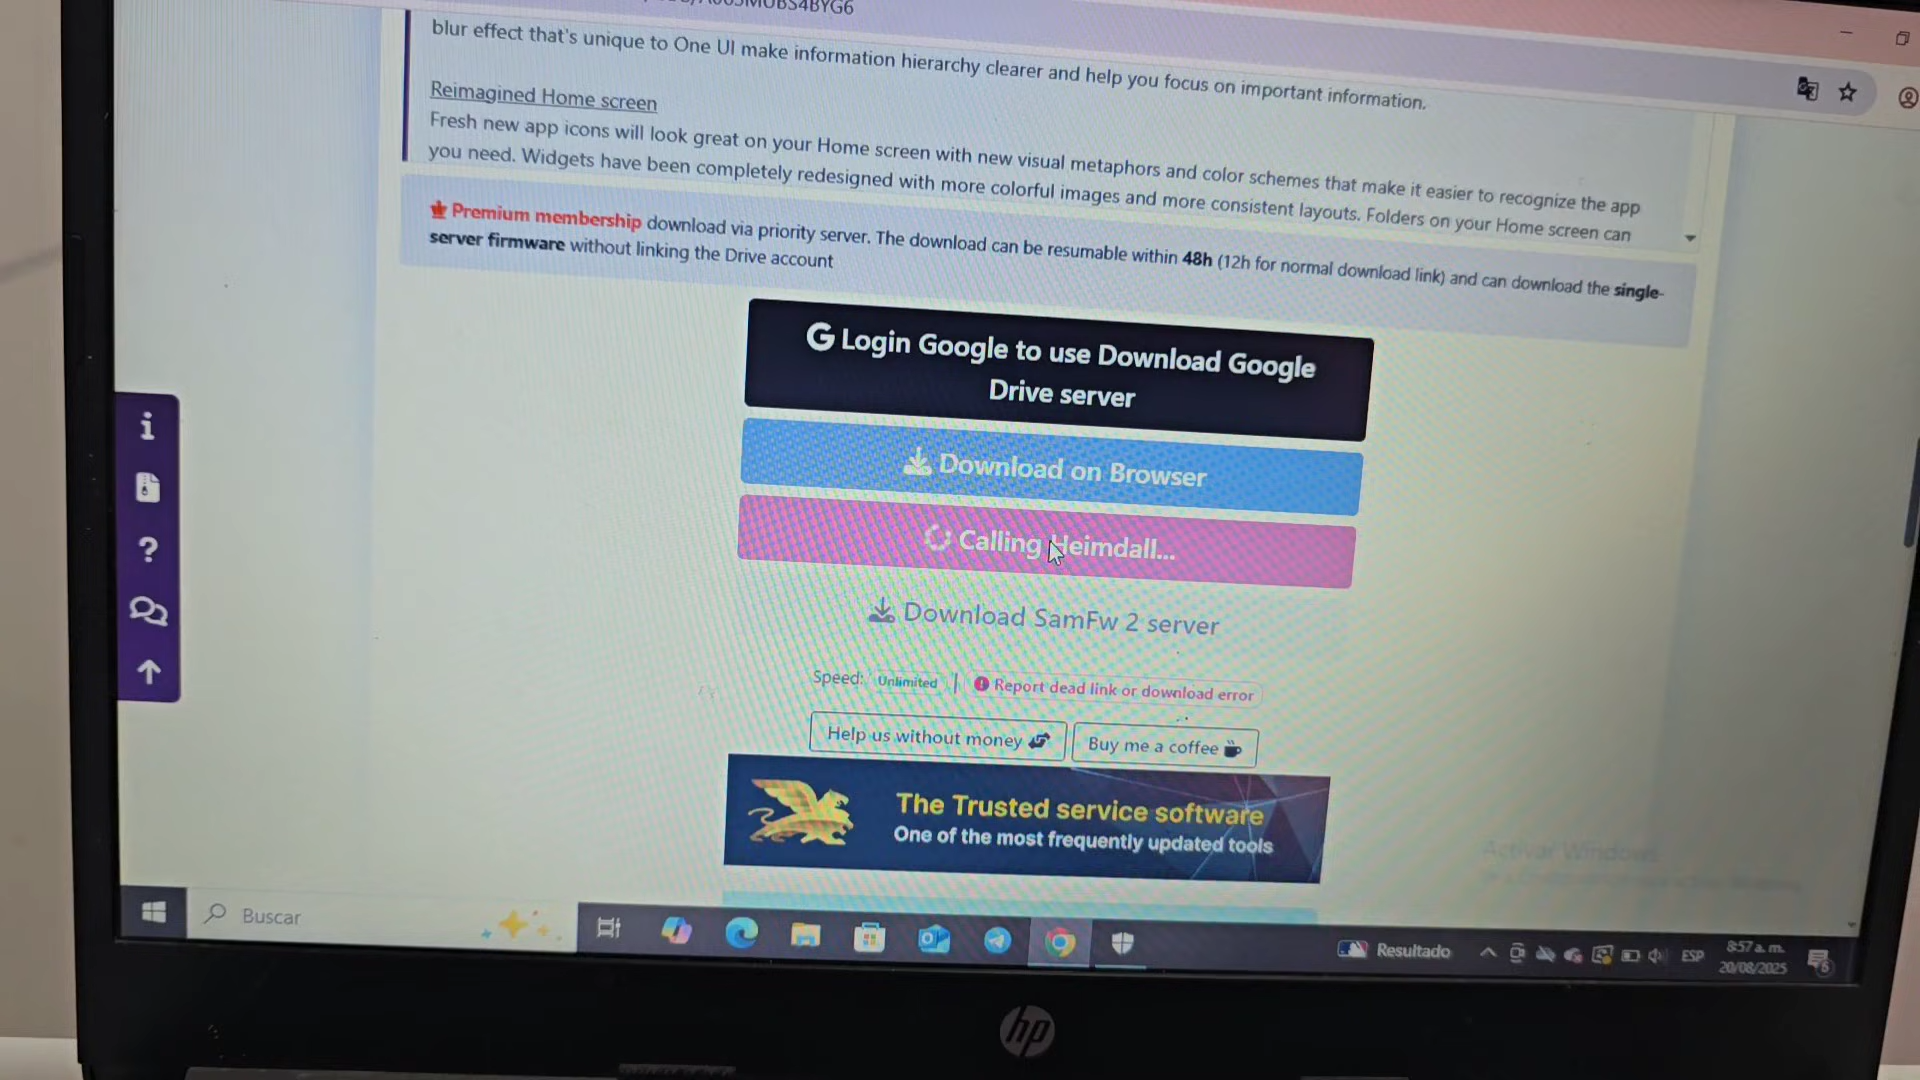 blur effect that's unique to One UI make information hierarchy clearer and help you focus on important information.
Reimagined Home screen
Fresh new app icons will look great on your Home screen with new visual metaphors and color schemes that make it easier to recognize the app
you need. Widgets have been completely redesigned with more colorful images and more consistent layouts. Folders on your Home screen can
Premium membership download via priority server. The download can be resumable within 48h (12h for normal download link) and can download the single-
server firmware without linking the Drive account
G Login Google to use Download Google
Drive server
Download on Browser
Calling Heimdall...
Download SamFw 2 server
Speed: Unlimited | Report dead link or download error
Help us without money
Buy me a coffee
The Trusted service software
One of the most frequently updated tools
Activar Windows
Buscar
Resultado
ESP
8:57 a. m.
20/08/2025
6
hp